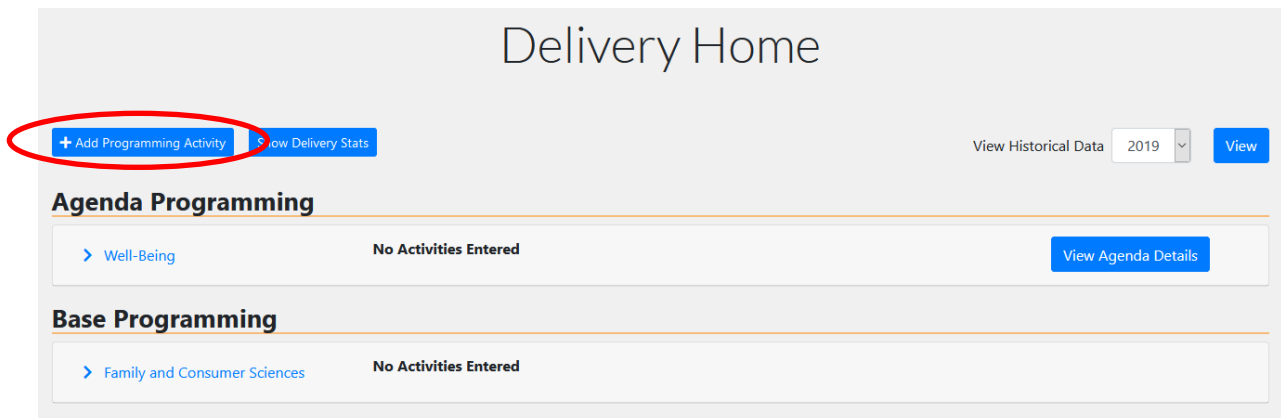 Delivery Home
+ Add Programming Activity Show Delivery Stats View Historical Data 2019 View
Agenda Programming
Well-Being No Activities Entered View Agenda Details
Base Programming
Family and Consumer Sciences No Activities Entered